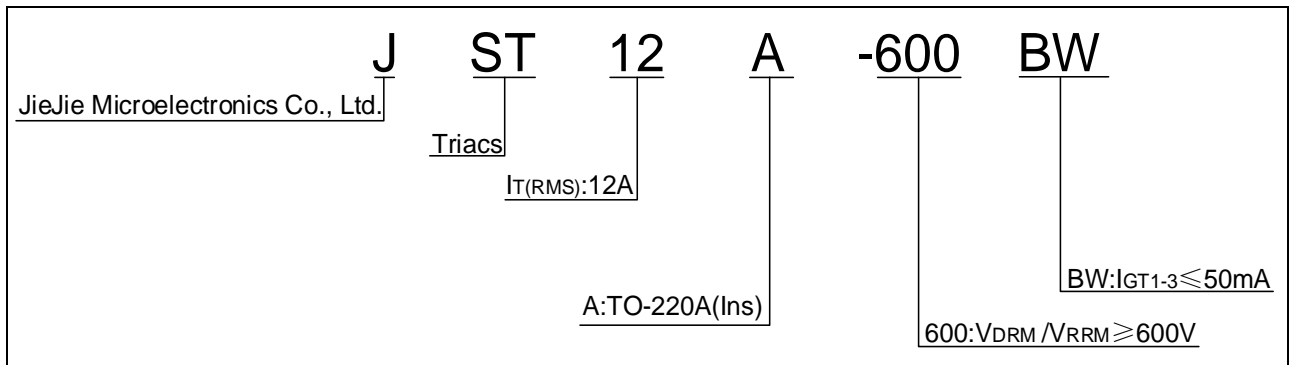 J ST 12 A -600 BW
JieJie Microelectronics Co., Ltd.
Triacs
IT(RMS):12A
BW:IGT1-3≤50mA
A:TO-220A(Ins)
600:VDRM /VRRM≥600V